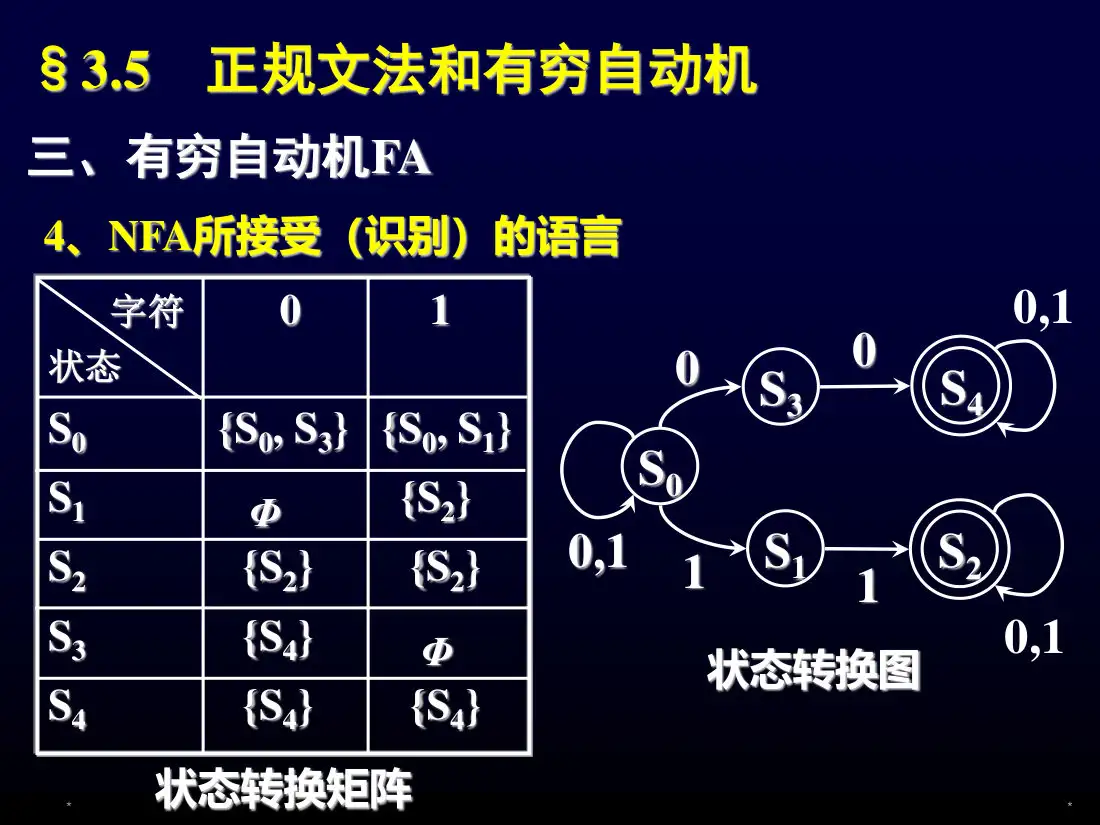 §3.5 正规文法和有穷自动机
三、有穷自动机FA
4、NFA所接受（识别）的语言
字符 0 1
状态
S0 {S0, S3} {S0, S1}
S1 Φ {S2}
S2 {S2} {S2}
S3 {S4} Φ
S4 {S4} {S4}
状态转换矩阵
0,1
0 S3 0 S4
S0
0,1 1 S1 1 S2
0,1
状态转换图
* *